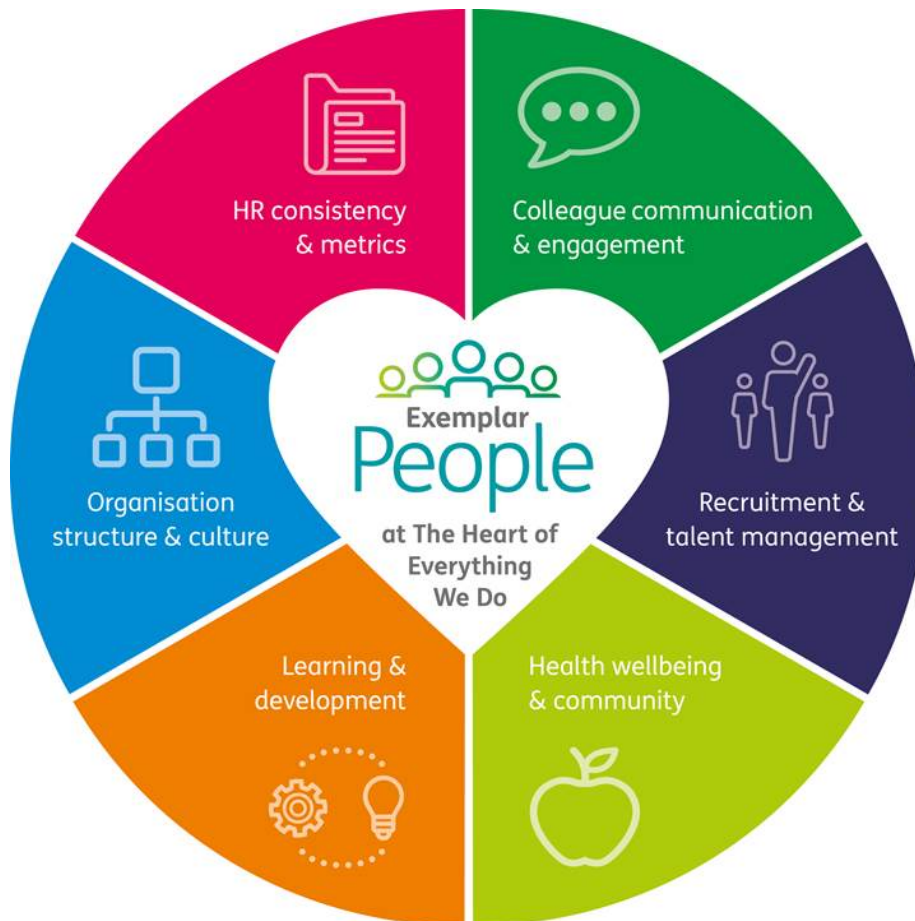 HR consistency
& metrics
Colleague communication
& engagement
Organisation
structure & culture
Exemplar
People
at The Heart of
Everything
We Do
Recruitment &
talent management
Learning &
development
Health wellbeing
& community